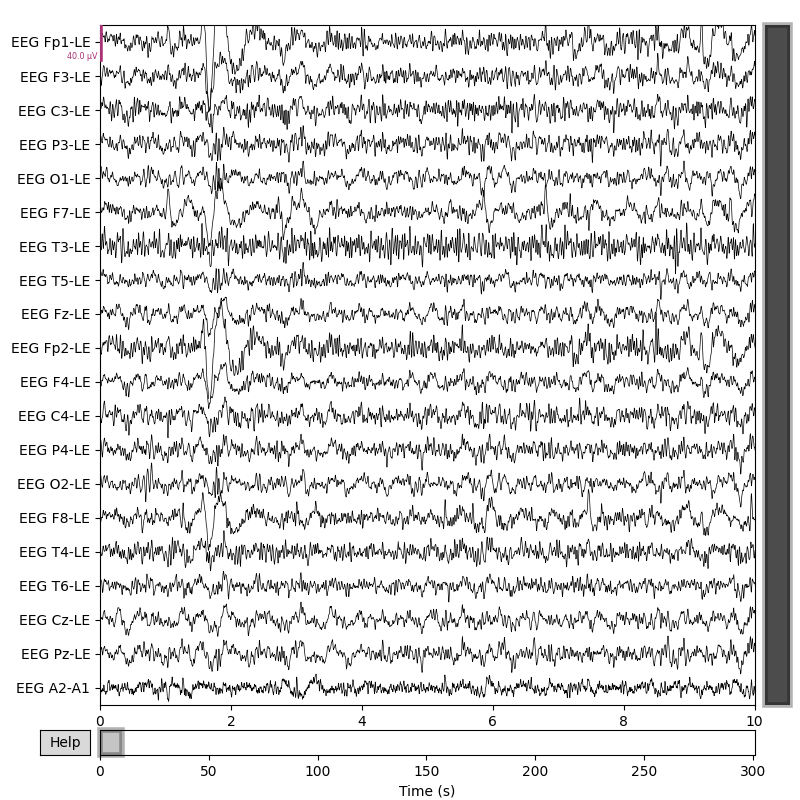 EEG Fp1-LE
40.0 µV
EEG F3-LE
EEG C3-LE
EEG P3-LE
EEG O1-LE
EEG F7-LE
EEG T3-LE
EEG T5-LE
EEG Fz-LE
EEG Fp2-LE
EEG F4-LE
EEG C4-LE
EEG P4-LE
EEG O2-LE
EEG F8-LE
EEG T4-LE
EEG T6-LE
EEG Cz-LE
EEG Pz-LE
EEG A2-A1
0 2 4 6 8 10
Help
0 50 100 150 200 250 300
Time (s)